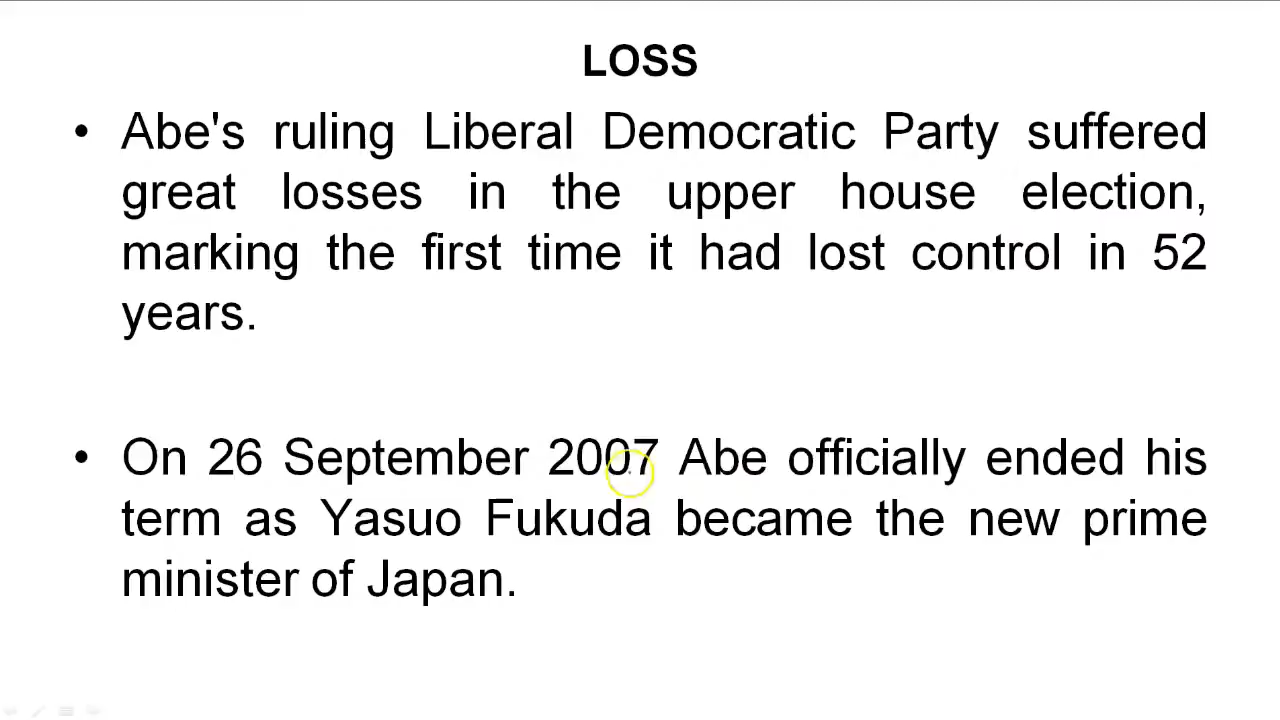 LOSS
• Abe's ruling Liberal Democratic Party suffered
great losses in the upper house election,
marking the first time it had lost control in 52
years.
• On 26 September 2007 Abe officially ended his
term as Yasuo Fukuda became the new prime
minister of Japan.